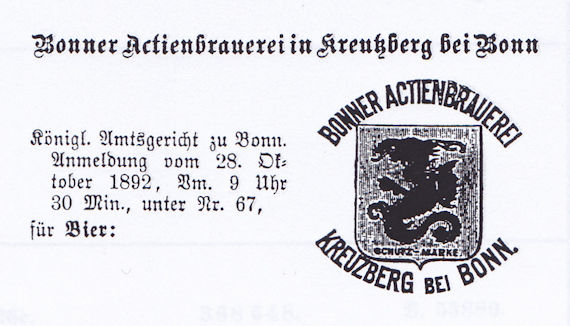 Bonner Actienbrauerei in Kreutzberg bei Bonn
Königl. Amtsgericht zu Bonn.
Anmeldung vom 28. Ok-
tober 1892, Vm. 9 Uhr
30 Min., unter Nr. 67,
für Bier:
BONNER ACTIENBRAUEREI
SCHUTZ-MARKE.
KREUZBERG BEI BONN.